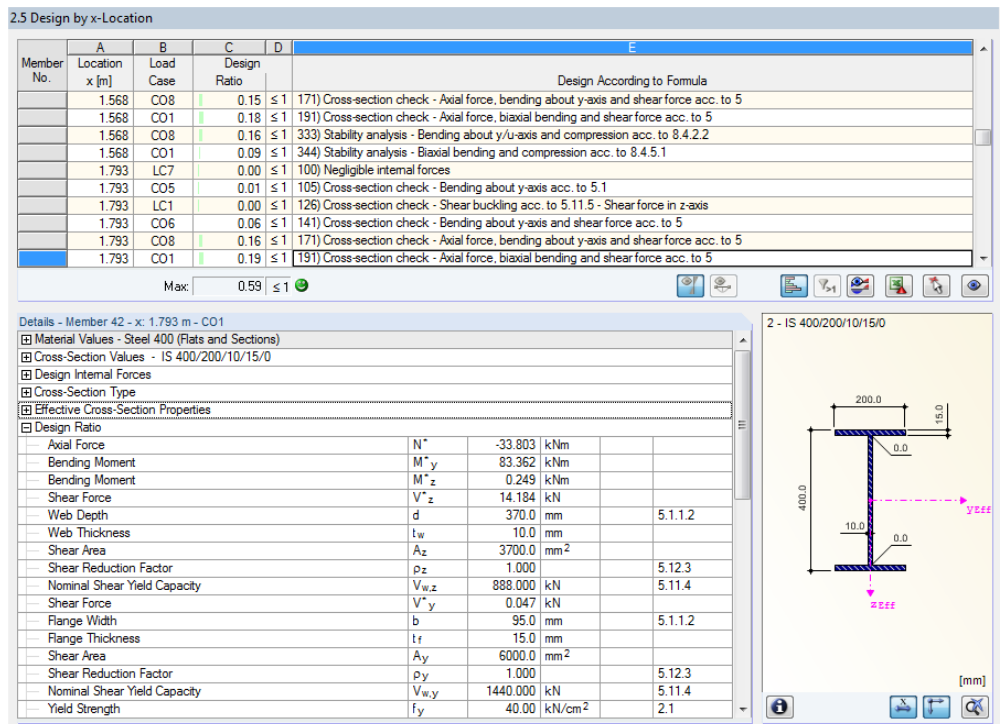 2.5 Design by x-Location
A B C D E
Member Location Load Design
No. x [m] Case Ratio Design According to Formula
1.568 CO8 0.15 ≤ 1 171) Cross-section check - Axial force, bending about y-axis and shear force acc. to 5
1.568 CO1 0.18 ≤ 1 191) Cross-section check - Axial force, biaxial bending and shear force acc. to 5
1.568 CO8 0.16 ≤ 1 333) Stability analysis - Bending about y/u-axis and compression acc. to 8.4.2.2
1.568 CO1 0.09 ≤ 1 344) Stability analysis - Biaxial bending and compression acc. to 8.4.5.1
1.793 LC7 0.00 ≤ 1 100) Negligible internal forces
1.793 CO5 0.01 ≤ 1 105) Cross-section check - Bending about y-axis acc. to 5.1
1.793 LC1 0.00 ≤ 1 126) Cross-section check - Shear buckling acc. to 5.11.5 - Shear force in z-axis
1.793 CO6 0.06 ≤ 1 141) Cross-section check - Bending about y-axis and shear force acc. to 5
1.793 CO8 0.16 ≤ 1 171) Cross-section check - Axial force, bending about y-axis and shear force acc. to 5
1.793 CO1 0.19 ≤ 1 191) Cross-section check - Axial force, biaxial bending and shear force acc. to 5
Max: 0.59 ≤ 1
Details - Member 42 - x: 1.793 m - CO1
Material Values - Steel 400 (Flats and Sections)
Cross-Section Values - IS 400/200/10/15/0
Design Internal Forces
Cross-Section Type
Effective Cross-Section Properties
Design Ratio
Axial Force N* -33.803 kNm
Bending Moment M*y 83.362 kNm
Bending Moment M*z 0.249 kNm
Shear Force V*z 14.184 kN
Web Depth d 370.0 mm 5.1.1.2
Web Thickness tw 10.0 mm
Shear Area Az 3700.0 mm2
Shear Reduction Factor ρz 1.000 5.12.3
Nominal Shear Yield Capacity Vw,z 888.000 kN 5.11.4
Shear Force V*y 0.047 kN
Flange Width b 95.0 mm 5.1.1.2
Flange Thickness tf 15.0 mm
Shear Area Ay 6000.0 mm2
Shear Reduction Factor ρy 1.000 5.12.3
Nominal Shear Yield Capacity Vw,y 1440.000 kN 5.11.4
Yield Strength fy 40.00 kN/cm2 2.1
2 - IS 400/200/10/15/0
200.0
15.0
0.0
400.0
yEff
10.0
0.0
zEff
[mm]